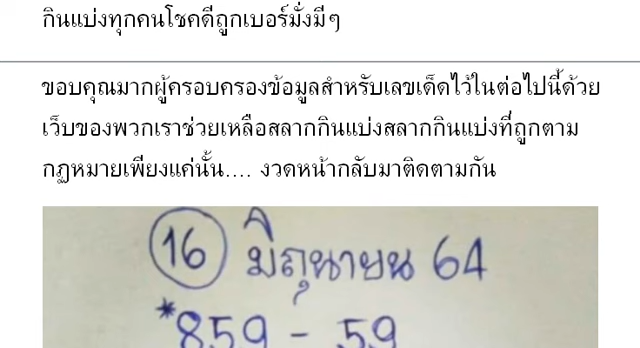 กินแบ่งทุกคนโชคดีถูกเบอร์มั่งมีๆ
ขอบคุณมากผู้ครอบครองข้อมูลสำหรับเลขเด็ดไว้ในต่อไปนี้ด้วย
เว็บของพวกเราช่วยเหลือสลากกินแบ่งสลากกินแบ่งที่ถูกตาม
กฏหมายเพียงแค่นั้น.... งวดหน้ากลับมาติดตามกัน
16 มิถุนายน 64
*859 - 59